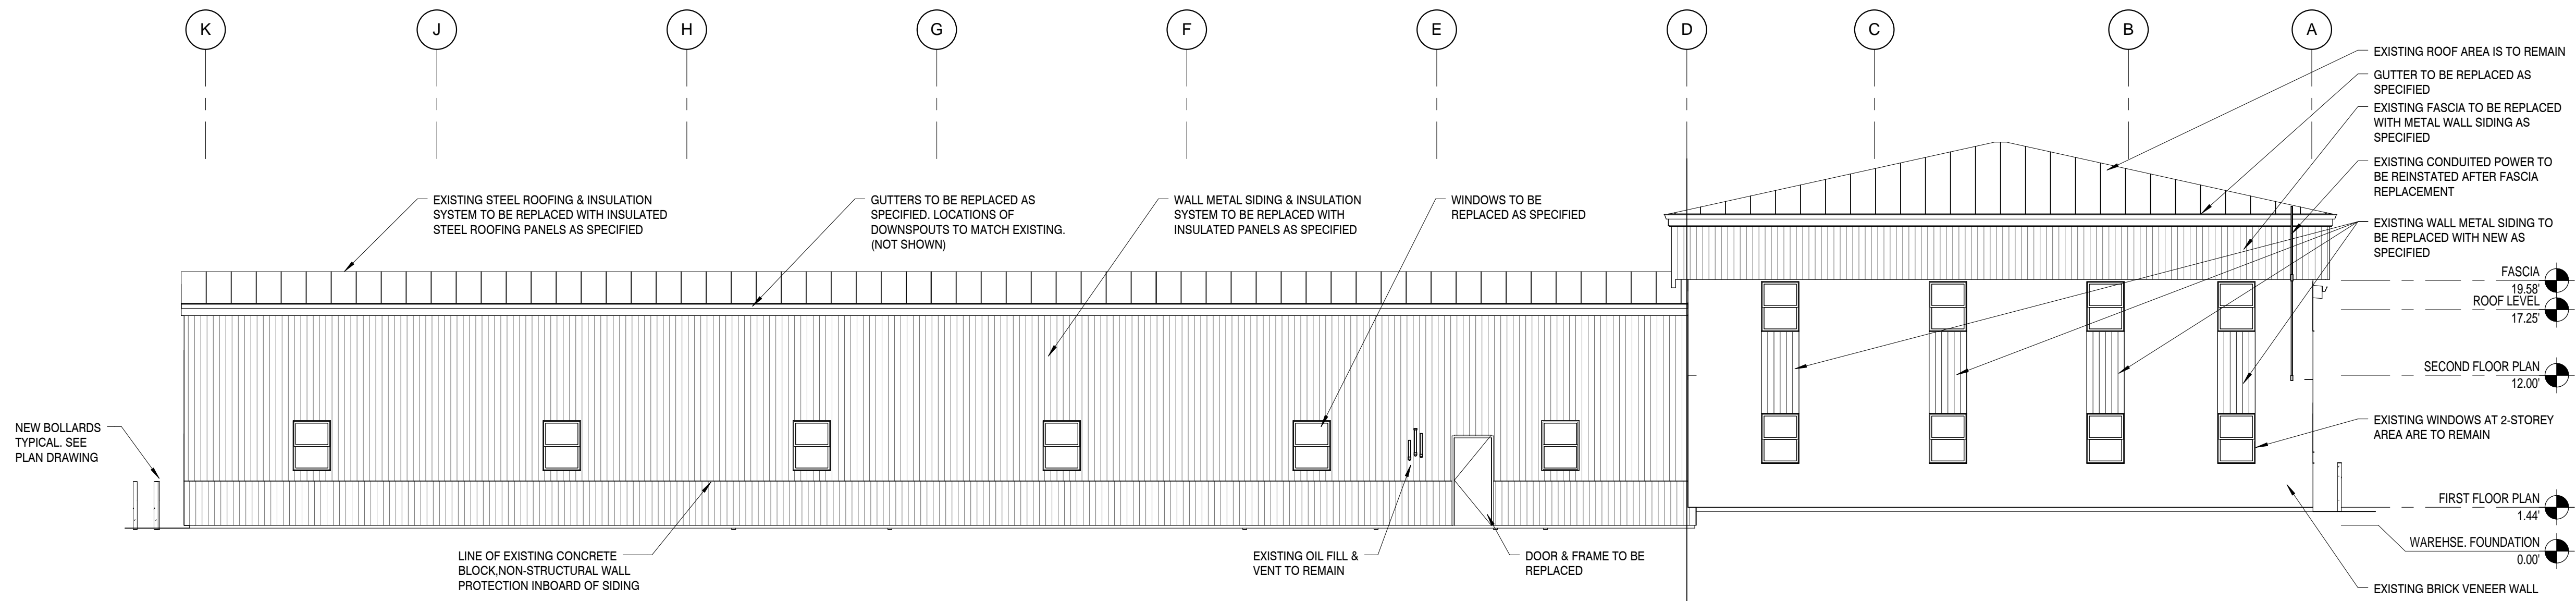 K
J
H
G
F
E
D
C
B
A
EXISTING ROOF AREA IS TO REMAIN
GUTTER TO BE REPLACED AS
SPECIFIED
EXISTING FASCIA TO BE REPLACED
WITH METAL WALL SIDING AS
SPECIFIED
EXISTING CONDUITED POWER TO
BE REINSTATED AFTER FASCIA
REPLACEMENT
EXISTING STEEL ROOFING & INSULATION
SYSTEM TO BE REPLACED WITH INSULATED
STEEL ROOFING PANELS AS SPECIFIED
GUTTERS TO BE REPLACED AS
SPECIFIED. LOCATIONS OF
DOWNSPOUTS TO MATCH EXISTING.
(NOT SHOWN)
WALL METAL SIDING & INSULATION
SYSTEM TO BE REPLACED WITH
INSULATED PANELS AS SPECIFIED
WINDOWS TO BE
REPLACED AS SPECIFIED
EXISTING WALL METAL SIDING TO
BE REPLACED WITH NEW AS
SPECIFIED
FASCIA
19.58'
ROOF LEVEL
17.25'
SECOND FLOOR PLAN
12.00'
NEW BOLLARDS
TYPICAL. SEE
PLAN DRAWING
EXISTING WINDOWS AT 2-STOREY
AREA ARE TO REMAIN
FIRST FLOOR PLAN
1.44'
WAREHSE. FOUNDATION
0.00'
LINE OF EXISTING CONCRETE
BLOCK,NON-STRUCTURAL WALL
PROTECTION INBOARD OF SIDING
EXISTING OIL FILL &
VENT TO REMAIN
DOOR & FRAME TO BE
REPLACED
EXISTING BRICK VENEER WALL